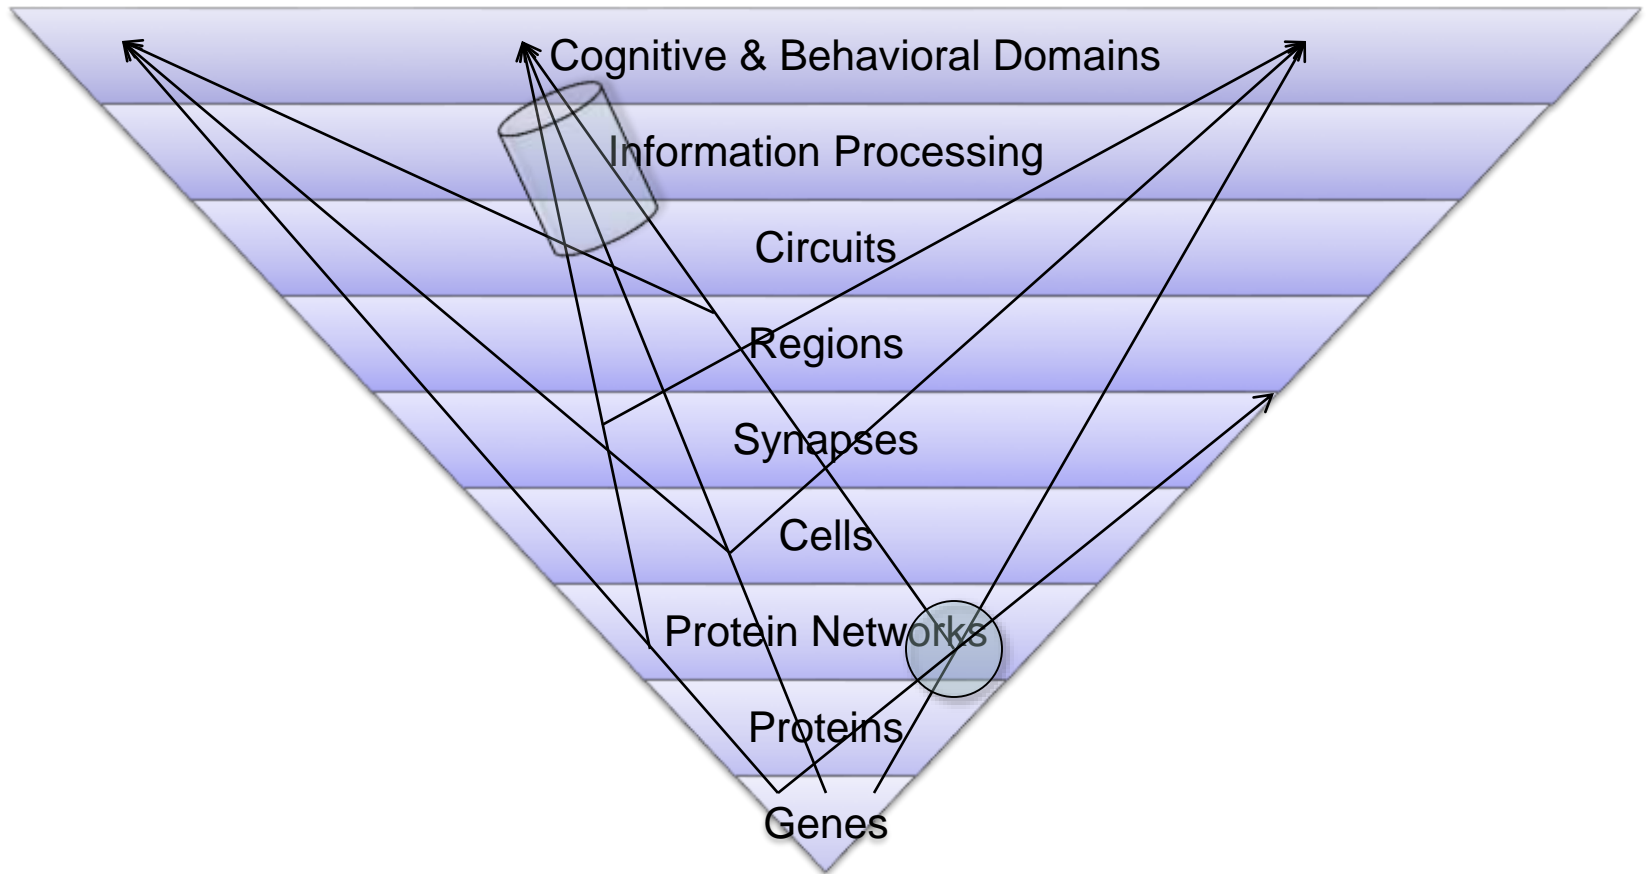 Cognitive & Behavioral Domains
Information Processing
Circuits
Regions
Synapses
Cells
Protein Networks
Proteins
Genes